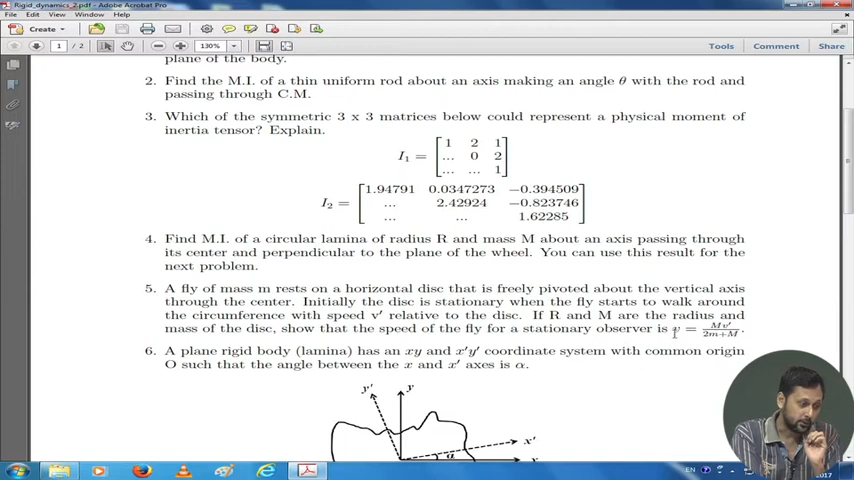 Rigid_dynamics_2.pdf - Adobe Acrobat Pro
File Edit View Window Help
Create
1 / 2
130%
Tools
Comment
Share
plane of the body.
2. Find the M.I. of a thin uniform rod about an axis making an angle θ with the rod and
passing through C.M.
3. Which of the symmetric 3 x 3 matrices below could represent a physical moment of
inertia tensor? Explain.
I₁ = [ 1 2 1
... 0 2
... ... 1 ]
I₂ = [ 1.94791 0.0347273 −0.394509
... 2.42924 −0.823746
... ... 1.62285 ]
4. Find M.I. of a circular lamina of radius R and mass M about an axis passing through
its center and perpendicular to the plane of the wheel. You can use this result for the
next problem.
5. A fly of mass m rests on a horizontal disc that is freely pivoted about the vertical axis
through the center. Initially the disc is stationary when the fly starts to walk around
the circumference with speed v′ relative to the disc. If R and M are the radius and
mass of the disc, show that the speed of the fly for a stationary observer is v = Mv′/2m+M.
6. A plane rigid body (lamina) has an xy and x′y′ coordinate system with common origin
O such that the angle between the x and x′ axes is α.
y′
y
x′
α
x
EN
2017